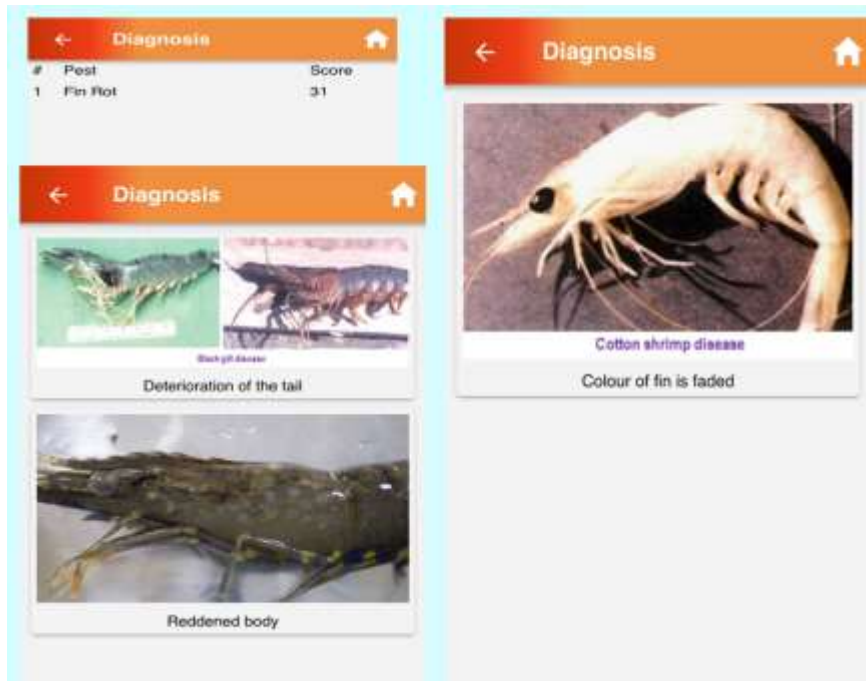 Diagnosis
# Pest Score
1 Fin Rot 31
Diagnosis
Black gill disease
Deterioration of the tail
Reddened body
Diagnosis
Cotton shrimp disease
Colour of fin is faded